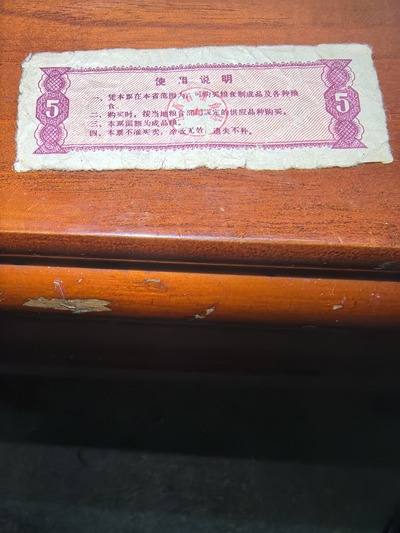 使用说明
5
5
一、凭本票在本省范围内，可购买粮食制成品及各种粮
食。
二、购买时，按当地粮食部门规定的供应品种购买。
三、本票面额为成品粮。
四、本票不准买卖，涂改无效，遗失不补。